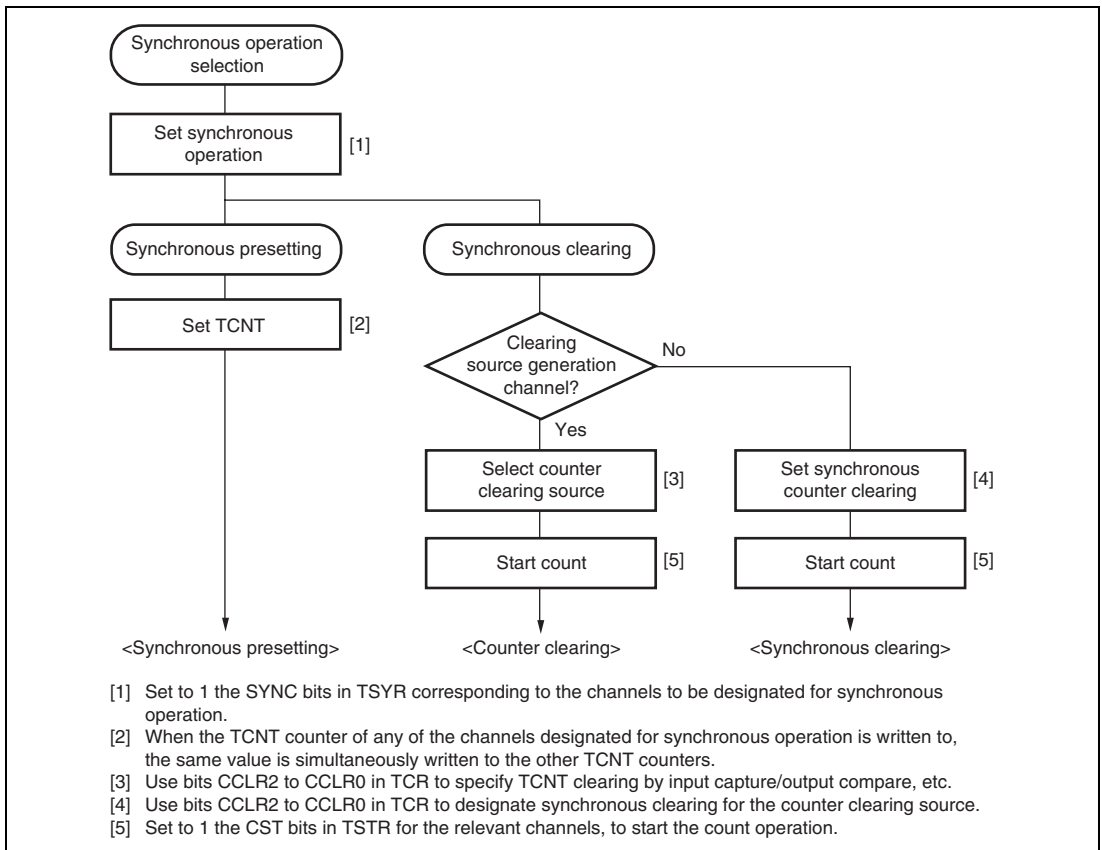 Synchronous operation
selection
Set synchronous
operation
[1]
Synchronous presetting
Synchronous clearing
Set TCNT
[2]
Clearing
source generation
channel?
No
Yes
Select counter
clearing source
[3]
Set synchronous
counter clearing
[4]
Start count
[5]
Start count
[5]
<Synchronous presetting>
<Counter clearing>
<Synchronous clearing>
[1] Set to 1 the SYNC bits in TSYR corresponding to the channels to be designated for synchronous
operation.
[2] When the TCNT counter of any of the channels designated for synchronous operation is written to,
the same value is simultaneously written to the other TCNT counters.
[3] Use bits CCLR2 to CCLR0 in TCR to specify TCNT clearing by input capture/output compare, etc.
[4] Use bits CCLR2 to CCLR0 in TCR to designate synchronous clearing for the counter clearing source.
[5] Set to 1 the CST bits in TSTR for the relevant channels, to start the count operation.